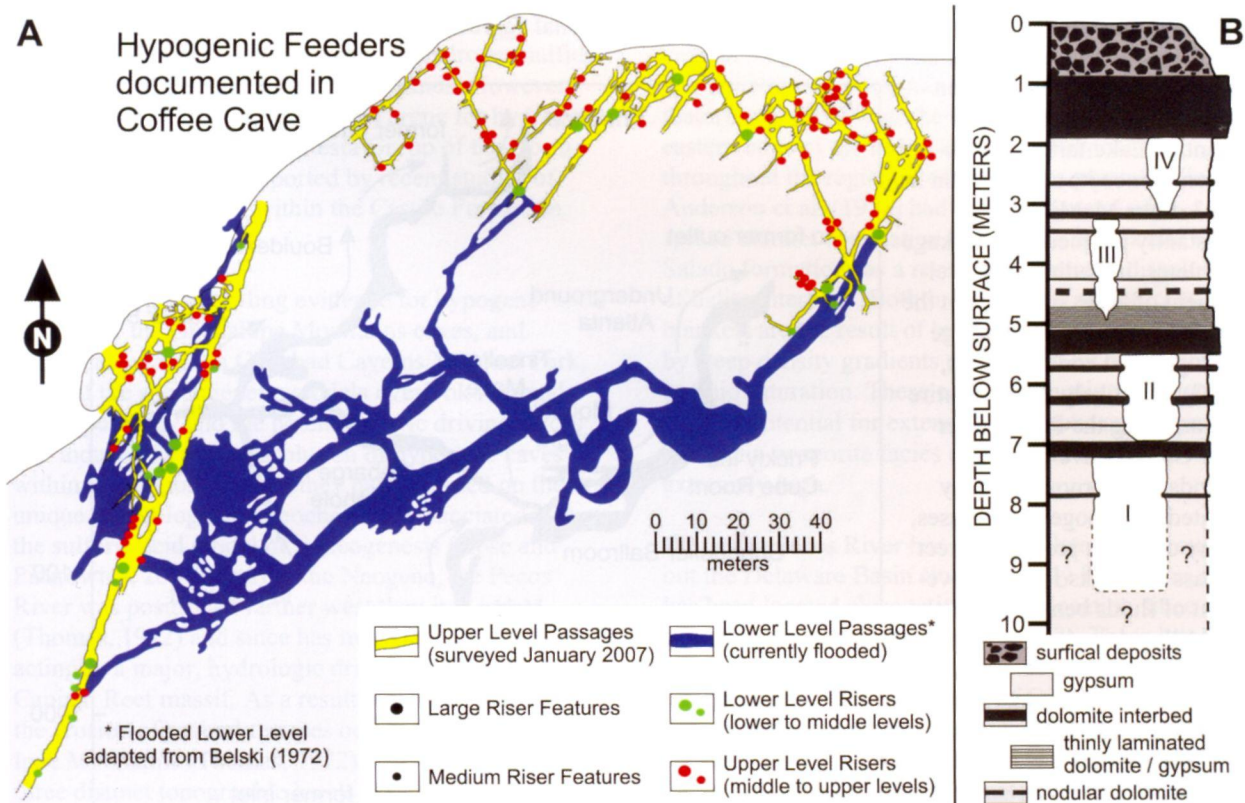 A
Hypogenic Feeders
documented in
Coffee Cave
N
0 10 20 30 40
meters
Upper Level Passages
(surveyed January 2007)
Large Riser Features
Medium Riser Features
Lower Level Passages*
(currently flooded)
Lower Level Risers
(lower to middle levels)
Upper Level Risers
(middle to upper levels)
* Flooded Lower Level
adapted from Belski (1972)
B
DEPTH BELOW SURFACE (METERS)
0
1
2
3
4
5
6
7
8
9
10
IV
III
II
I
? ?
?
surfical deposits
gypsum
dolomite interbed
thinly laminated
dolomite / gypsum
nodular dolomite